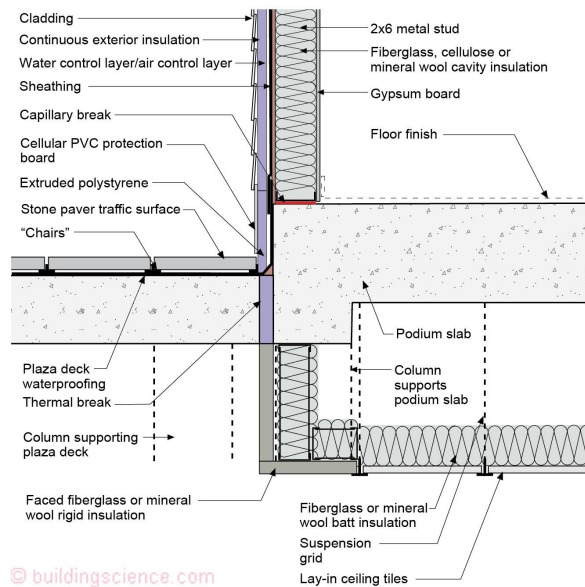 Cladding
Continuous exterior insulation
Water control layer/air control layer
Sheathing
Capillary break
Cellular PVC protection
board
Extruded polystyrene
Stone paver traffic surface
“Chairs”
2x6 metal stud
Fiberglass, cellulose or
mineral wool cavity insulation
Gypsum board
Floor finish
Plaza deck
waterproofing
Thermal break
Column supporting
plaza deck
Podium slab
Column
supports
podium slab
Faced fiberglass or mineral
wool rigid insulation
Fiberglass or mineral
wool batt insulation
Suspension
grid
Lay-in ceiling tiles
© buildingscience.com